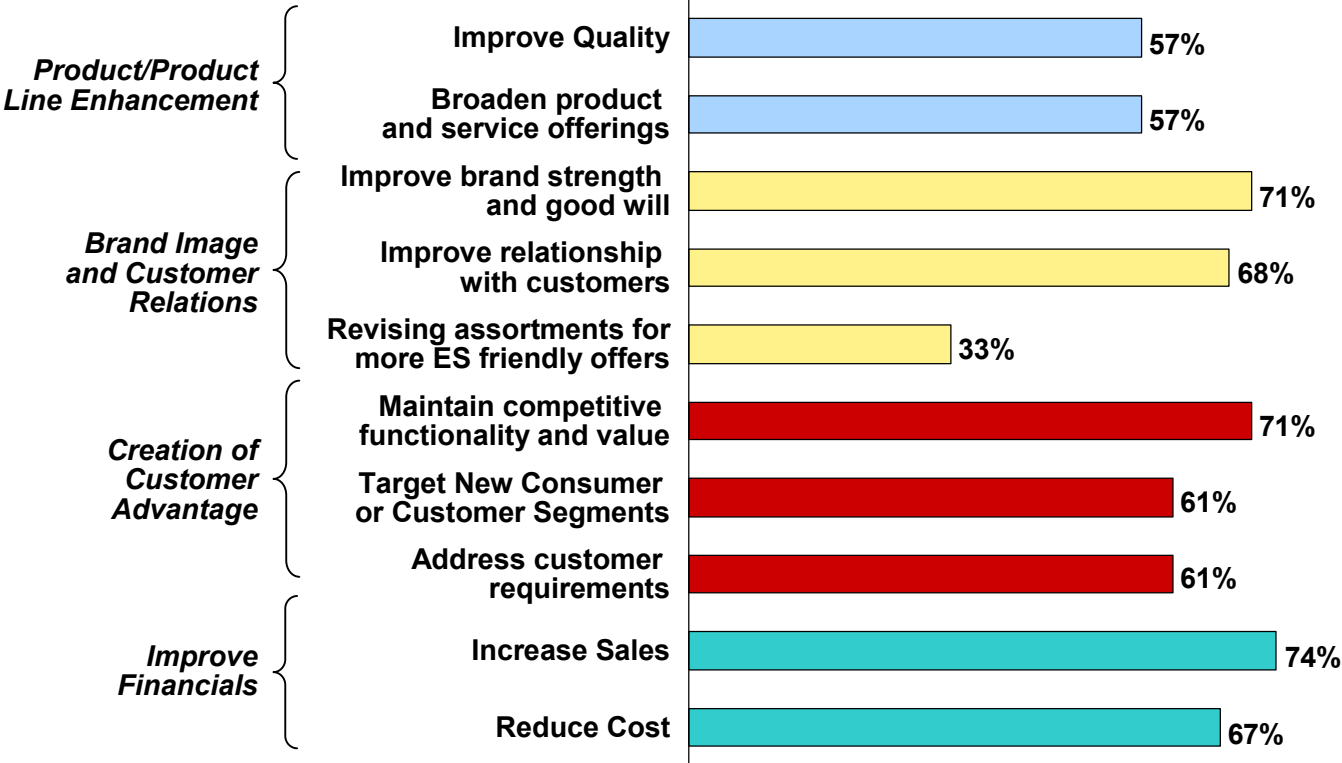 Product/Product
Line Enhancement
Improve Quality
57%
Broaden product
and service offerings
57%
Brand Image
and Customer
Relations
Improve brand strength
and good will
71%
Improve relationship
with customers
68%
Revising assortments for
more ES friendly offers
33%
Creation of
Customer
Advantage
Maintain competitive
functionality and value
71%
Target New Consumer
or Customer Segments
61%
Address customer
requirements
61%
Improve
Financials
Increase Sales
74%
Reduce Cost
67%